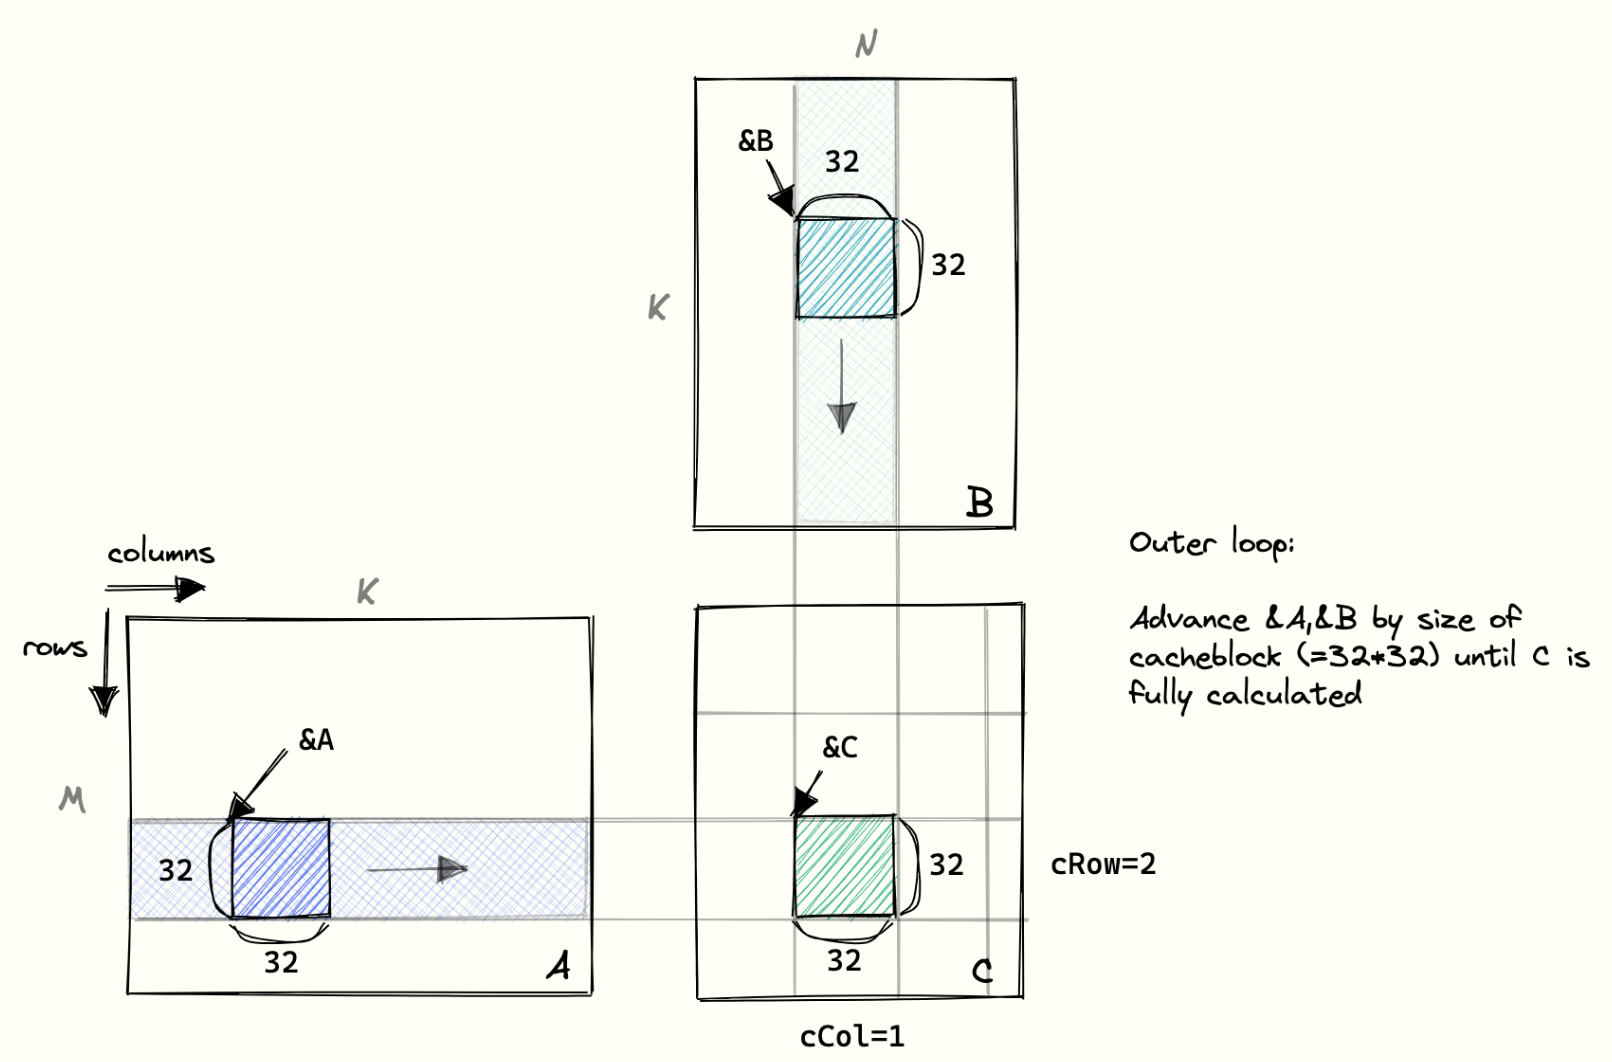 N
&B
32
32
K
B
columns
K
rows
Outer loop:
Advance &A,&B by size of
cacheblock (=32*32) until C is
fully calculated
&A
&C
M
32
32
cRow=2
32
A
32
C
cCol=1